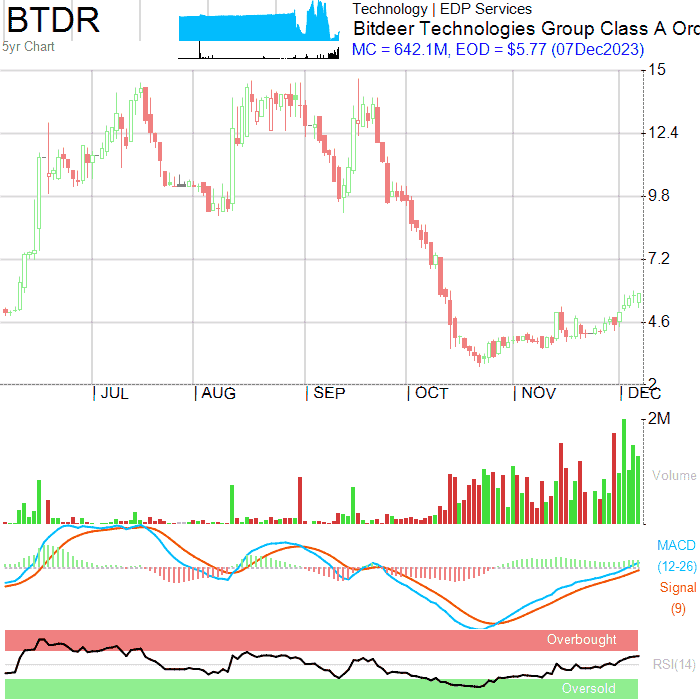 BTDR
5yr Chart
Technology | EDP Services
Bitdeer Technologies Group Class A Ord
MC = 642.1M, EOD = $5.77 (07Dec2023)
15
12.4
9.8
7.2
4.6
2
JUL AUG SEP OCT NOV DEC
2M
Volume
MACD
(12-26)
Signal
(9)
Overbought
RSI(14)
Oversold